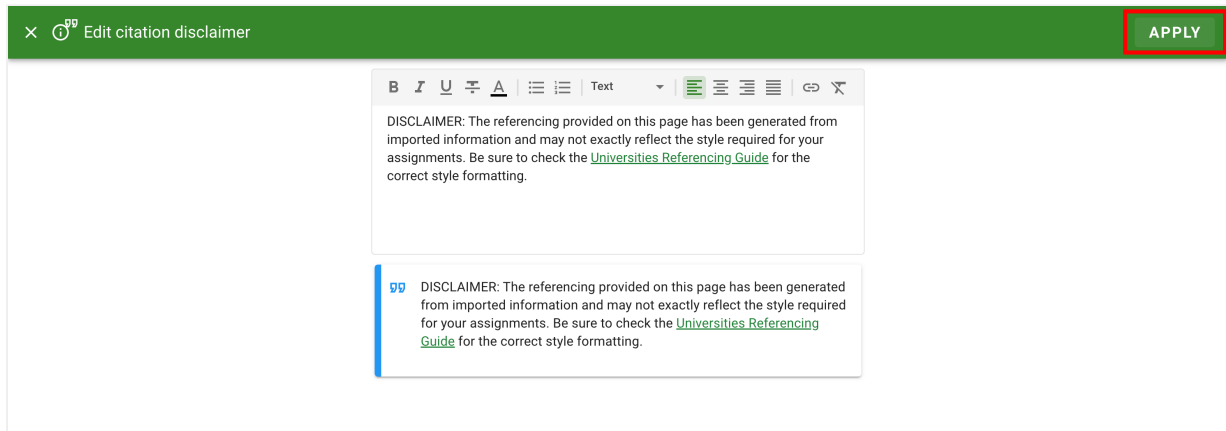 Edit citation disclaimer
APPLY
B I U A Text
DISCLAIMER: The referencing provided on this page has been generated from
imported information and may not exactly reflect the style required for your
assignments. Be sure to check the Universities Referencing Guide for the
correct style formatting.
DISCLAIMER: The referencing provided on this page has been generated
from imported information and may not exactly reflect the style required
for your assignments. Be sure to check the Universities Referencing
Guide for the correct style formatting.